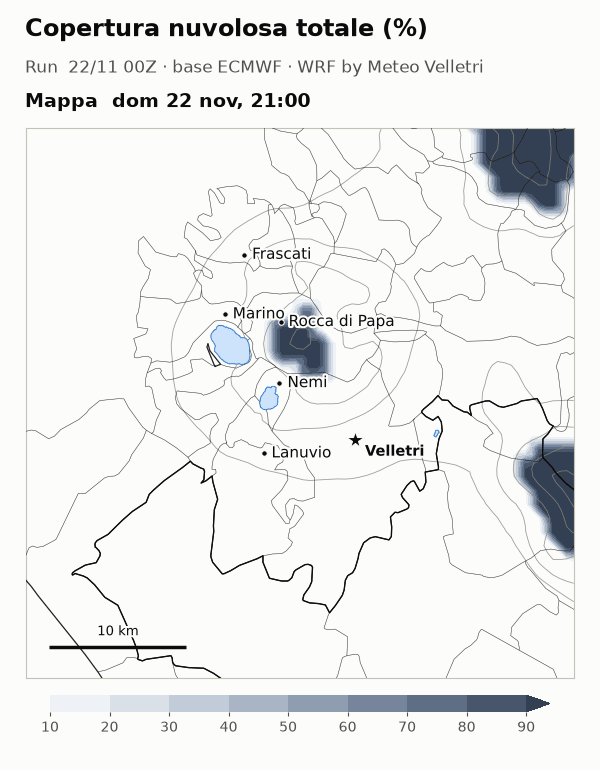 Copertura nuvolosa totale (%)
Run  22/11 00Z · base ECMWF · WRF by Meteo Velletri
Mappa  dom 22 nov, 21:00
Frascati
Marino
Rocca di Papa
Nemi
Velletri
Lanuvio
10 km
10 20 30 40 50 60 70 80 90